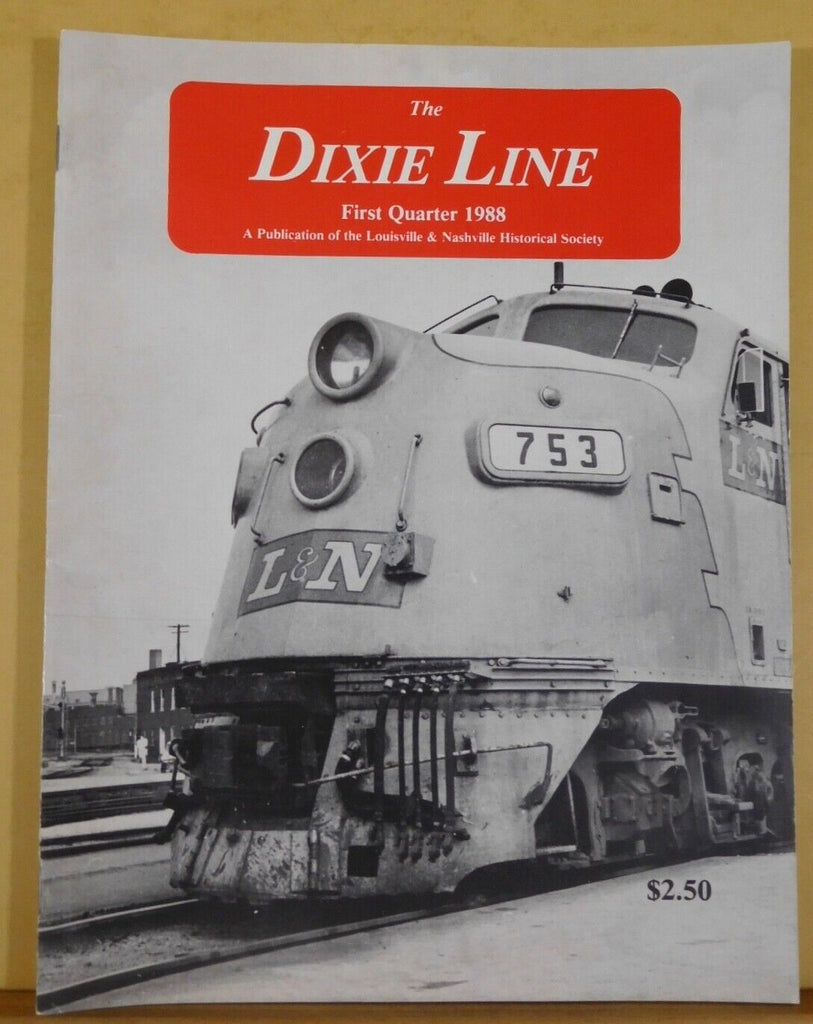 The
DIXIE LINE
First Quarter 1988
A Publication of the Louisville & Nashville Historical Society
753
L&N
L&N
$2.50